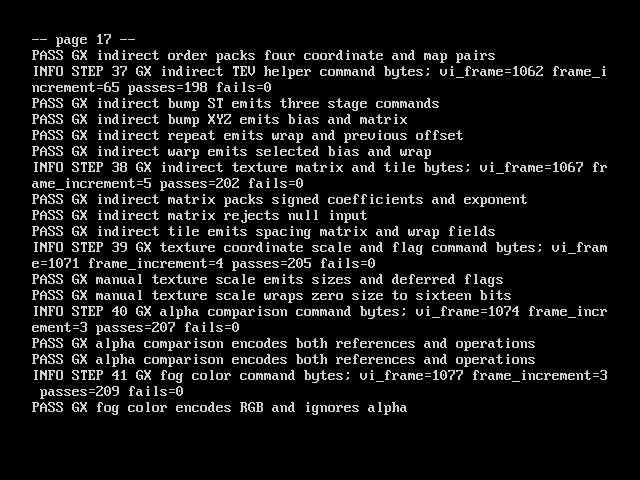 -- page 17 --
PASS GX indirect order packs four coordinate and map pairs
INFO STEP 37 GX indirect TEV helper command bytes; vi_frame=1062 frame_i
ncrement=65 passes=198 fails=0
PASS GX indirect bump ST emits three stage commands
PASS GX indirect bump XYZ emits bias and matrix
PASS GX indirect repeat emits wrap and previous offset
PASS GX indirect warp emits selected bias and wrap
INFO STEP 38 GX indirect texture matrix and tile bytes; vi_frame=1067 fr
ame_increment=5 passes=202 fails=0
PASS GX indirect matrix packs signed coefficients and exponent
PASS GX indirect matrix rejects null input
PASS GX indirect tile emits spacing matrix and wrap fields
INFO STEP 39 GX texture coordinate scale and flag command bytes; vi_fram
e=1071 frame_increment=4 passes=205 fails=0
PASS GX manual texture scale emits sizes and deferred flags
PASS GX manual texture scale wraps zero size to sixteen bits
INFO STEP 40 GX alpha comparison command bytes; vi_frame=1074 frame_incr
ement=3 passes=207 fails=0
PASS GX alpha comparison encodes both references and operations
PASS GX alpha comparison encodes both references and operations
INFO STEP 41 GX fog color command bytes; vi_frame=1077 frame_increment=3
 passes=209 fails=0
PASS GX fog color encodes RGB and ignores alpha